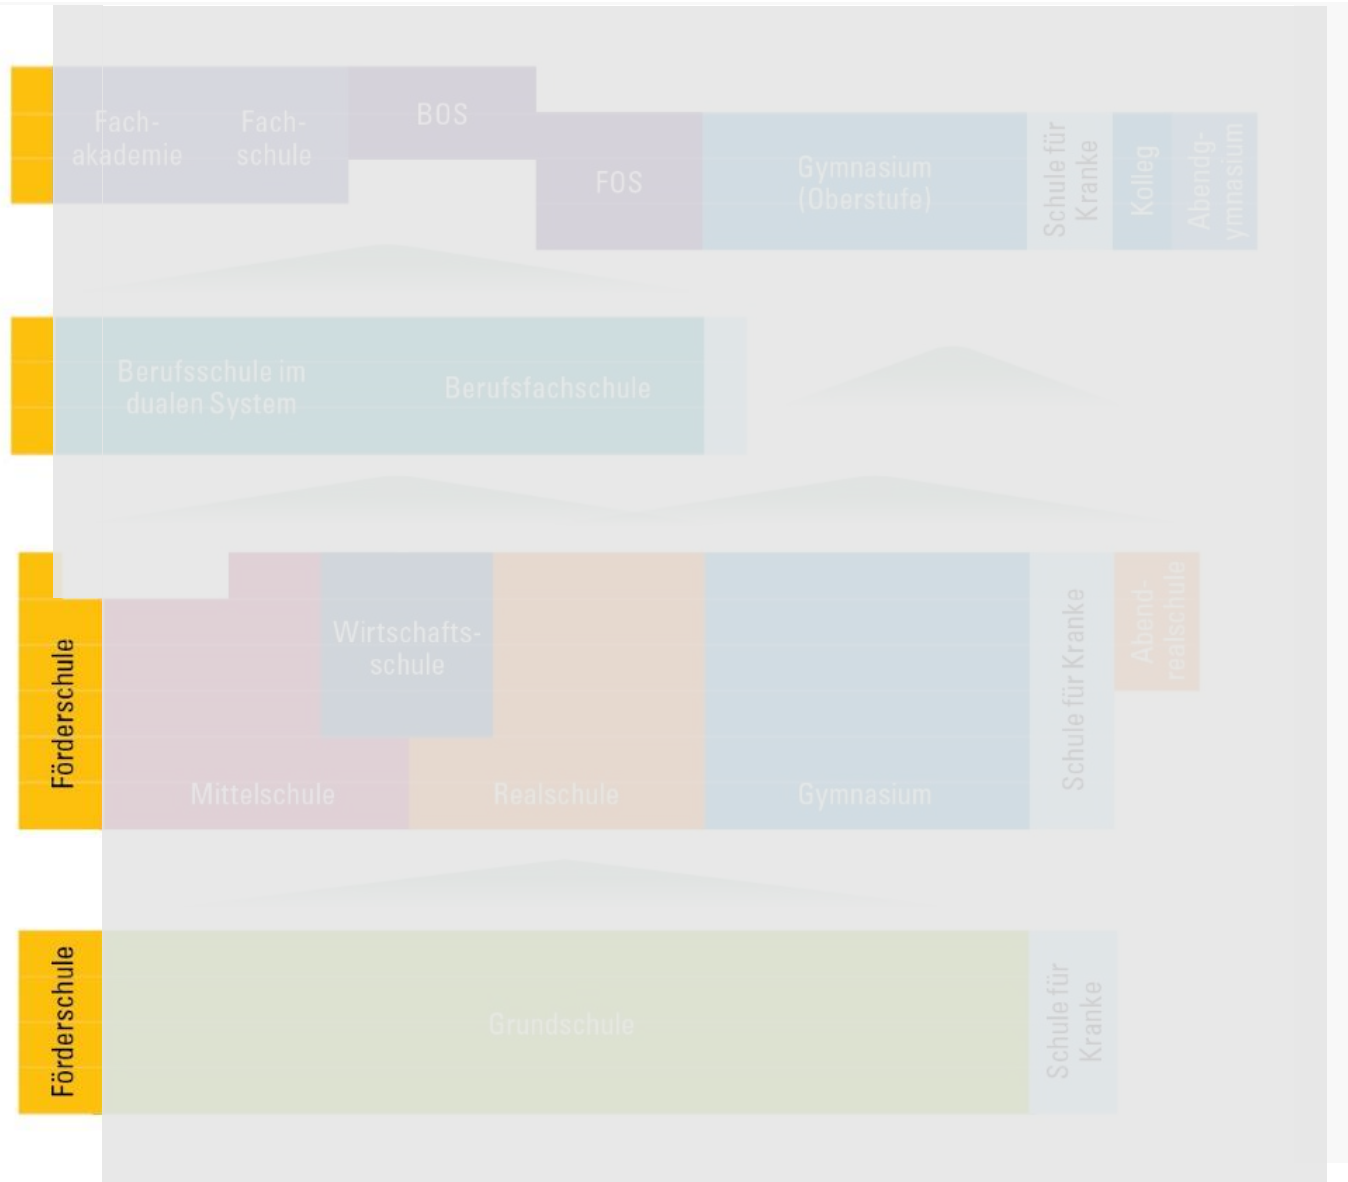 Fach-
akademie
Fach-
schule
BOS
FOS
Gymnasium
(Oberstufe)
Schule für
Kranke
Kolleg
Abendg-
ymnasium
Berufsschule im
dualen System
Berufsfachschule
Förderschule
Wirtschafts-
schule
Mittelschule
Realschule
Gymnasium
Schule für Kranke
Abend-
realschule
Förderschule
Grundschule
Schule für
Kranke